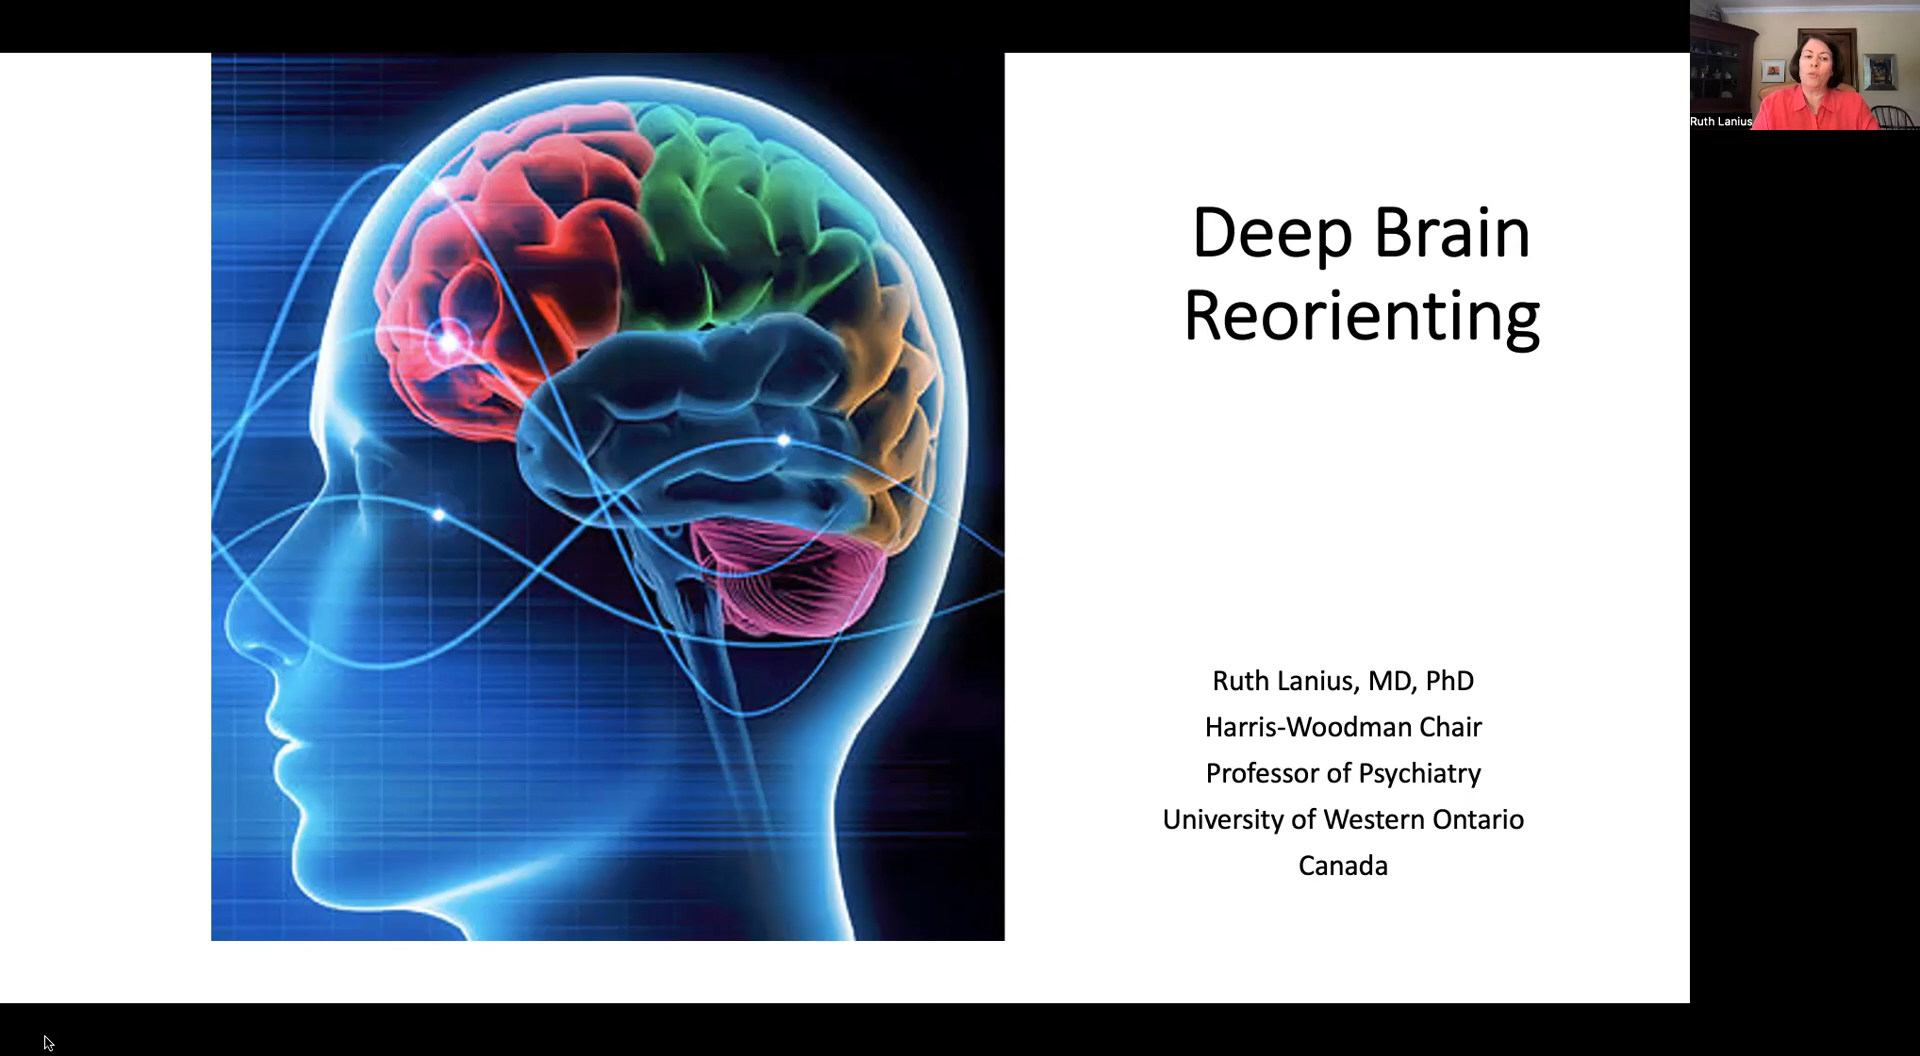 Deep Brain
Reorienting
Ruth Lanius, MD, PhD
Harris-Woodman Chair
Professor of Psychiatry
University of Western Ontario
Canada
Ruth Lanius